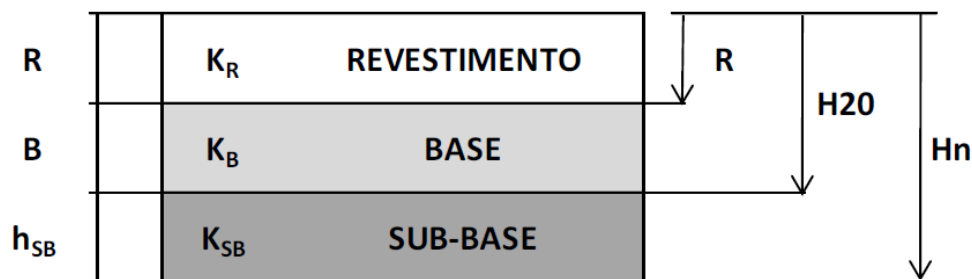 R K_R REVESTIMENTO R
H20
B K_B BASE Hn
h_SB K_SB SUB-BASE